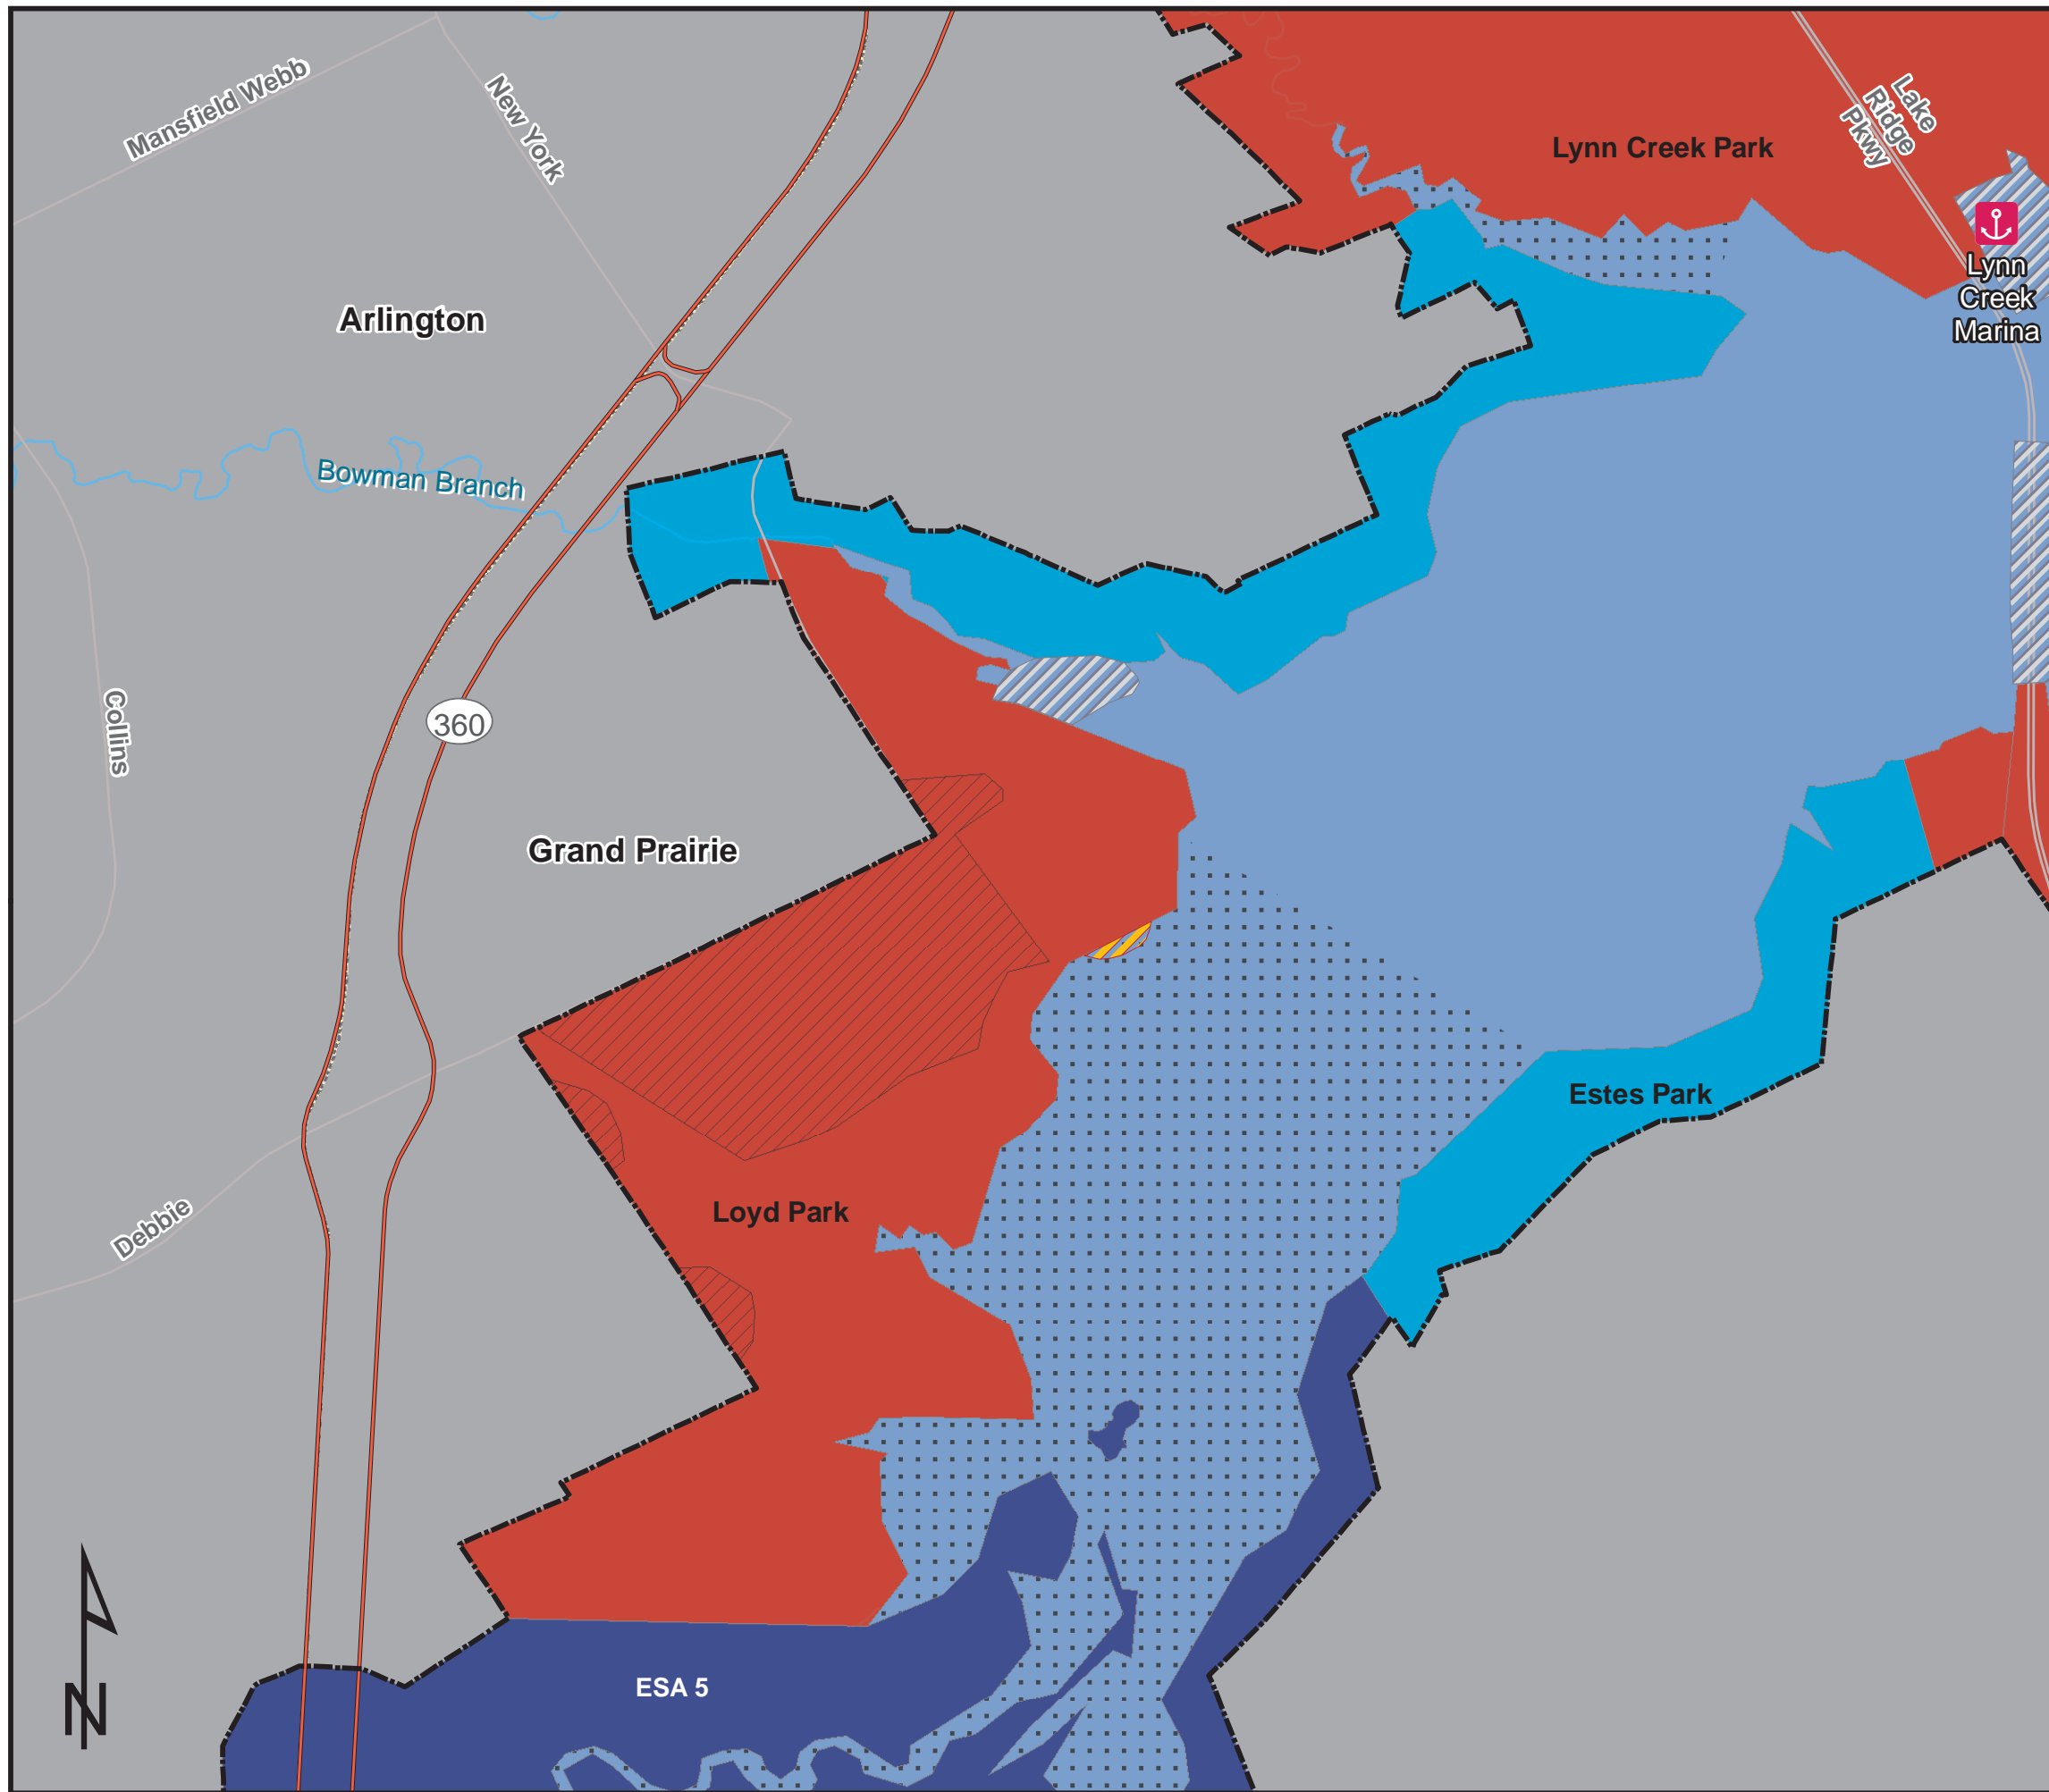 Mansfield Webb
New York
Lake
Ridge
Pkwy
Lynn Creek Park
Lynn
Creek
Marina
Arlington
Bowman Branch
Collins
360
Grand Prairie
Estes Park
Loyd Park
Debbie
ESA 5
N